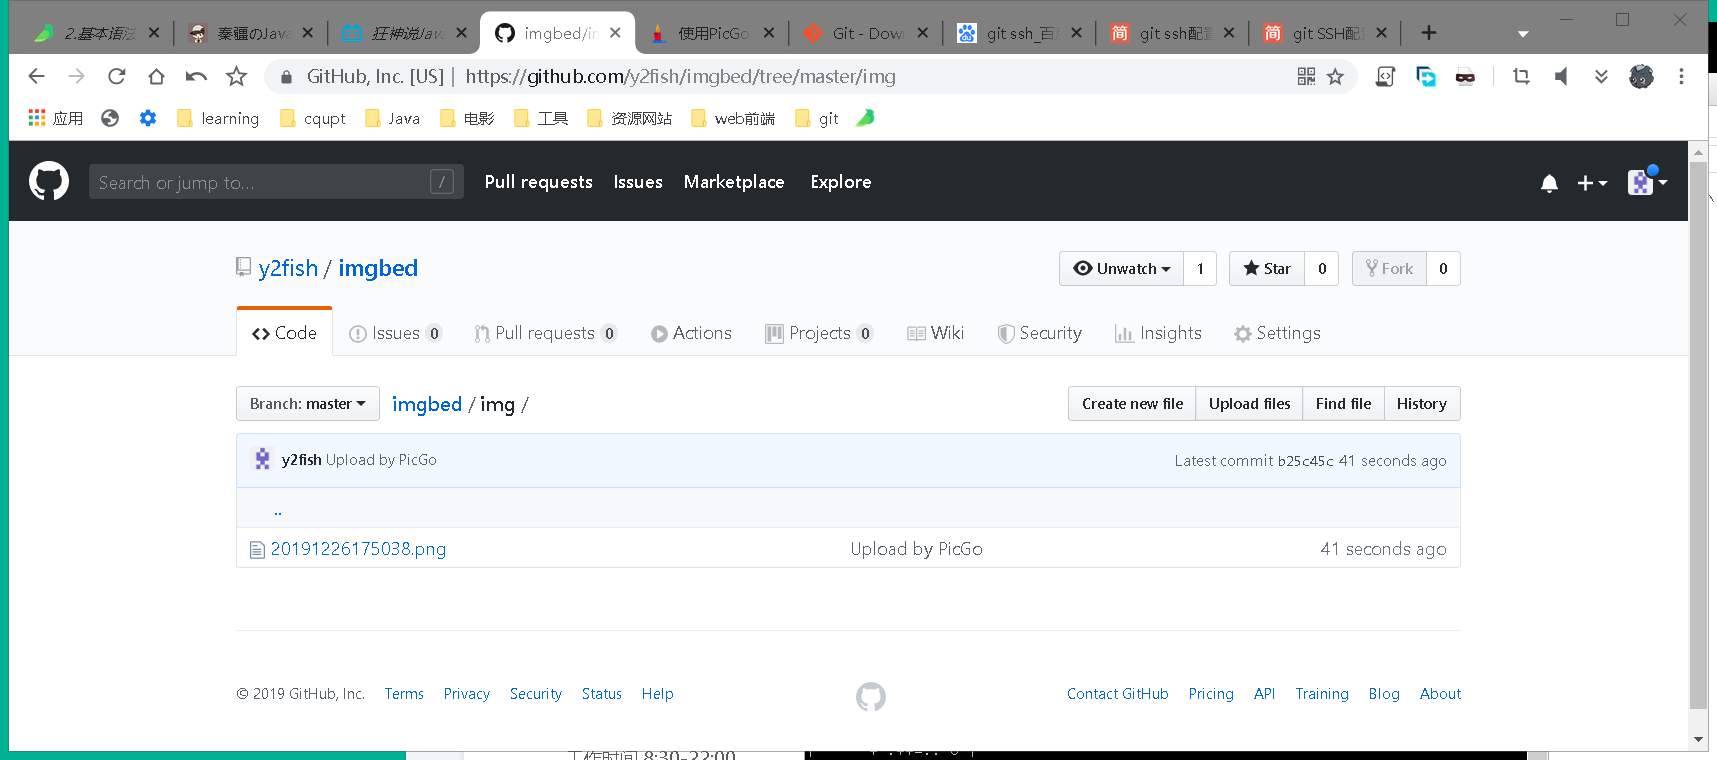 2.基本语法
秦疆のJava
狂神说Java
imgbed/im
使用PicGo
Git - Down
git ssh_百度
git ssh配置
git SSH配置
GitHub, Inc. [US] | https://github.com/y2fish/imgbed/tree/master/img
应用 learning cqupt Java 电影 工具 资源网站 web前端 git
Search or jump to... / Pull requests Issues Marketplace Explore
y2fish / imgbed Unwatch 1 Star 0 Fork 0
Code Issues 0 Pull requests 0 Actions Projects 0 Wiki Security Insights Settings
Branch: master imgbed / img / Create new file Upload files Find file History
y2fish Upload by PicGo Latest commit b25c45c 41 seconds ago
..
20191226175038.png Upload by PicGo 41 seconds ago
© 2019 GitHub, Inc. Terms Privacy Security Status Help Contact GitHub Pricing API Training Blog About
工作时间 8:30-22:00